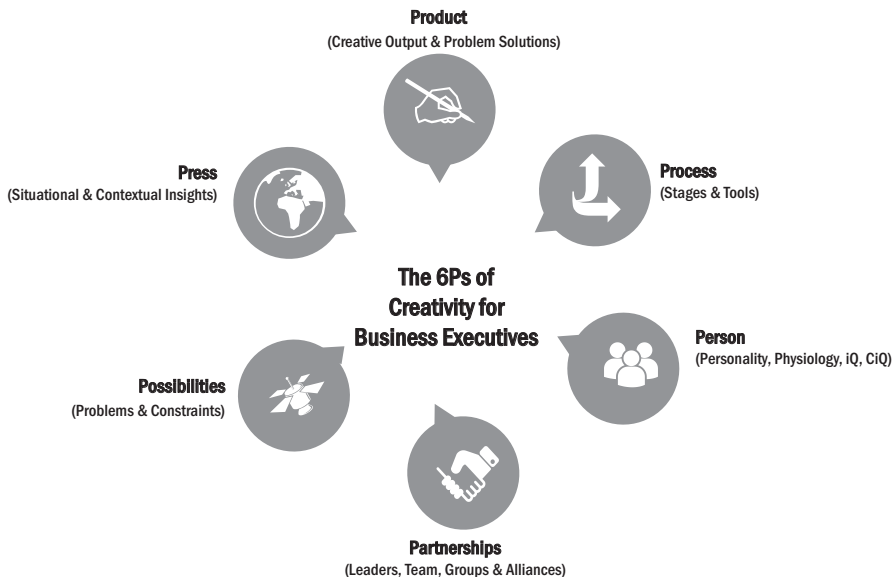 Product
(Creative Output & Problem Solutions)
Process
(Stages & Tools)
Person
(Personality, Physiology, iQ, CiQ)
Partnerships
(Leaders, Team, Groups & Alliances)
Possibilities
(Problems & Constraints)
Press
(Situational & Contextual Insights)
The 6Ps of
Creativity for
Business Executives